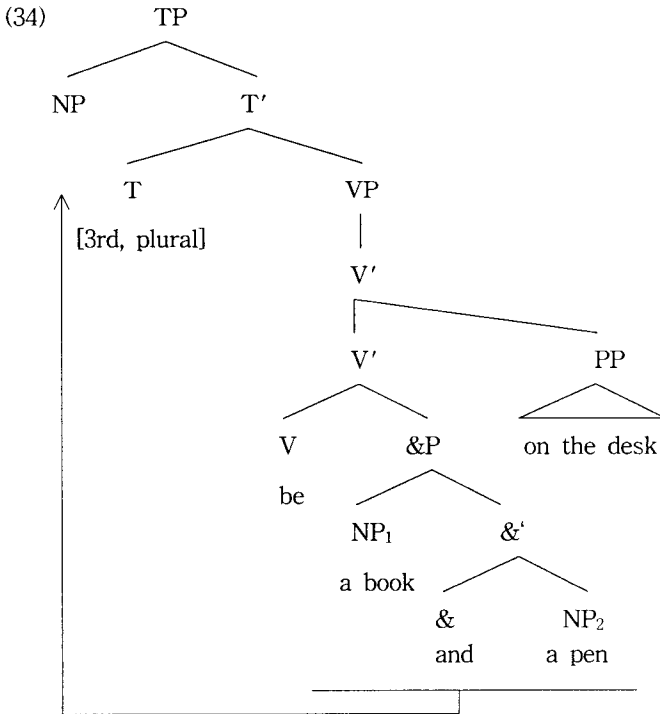 (34) TP
NP T′
T VP
[3rd, plural]
V′
V′ PP
V &P on the desk
be
NP₁ &‘
a book
& NP₂
and a pen